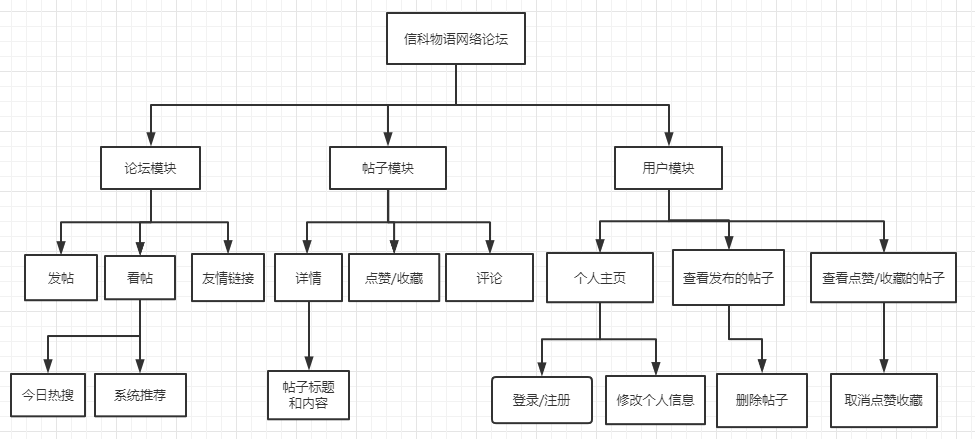 信科物语网络论坛
论坛模块
帖子模块
用户模块
发帖
看帖
友情链接
详情
点赞/收藏
评论
个人主页
查看发布的帖子
查看点赞/收藏的帖子
今日热搜
系统推荐
帖子标题
和内容
登录/注册
修改个人信息
删除帖子
取消点赞收藏